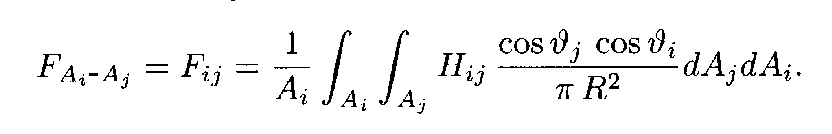 $F_{A_i\text{-}A_j} = F_{ij} = \frac{1}{A_i} \int_{A_i} \int_{A_j} H_{ij} \frac{\cos \vartheta_j \, \cos \vartheta_i}{\pi \, R^2} dA_j dA_i.$